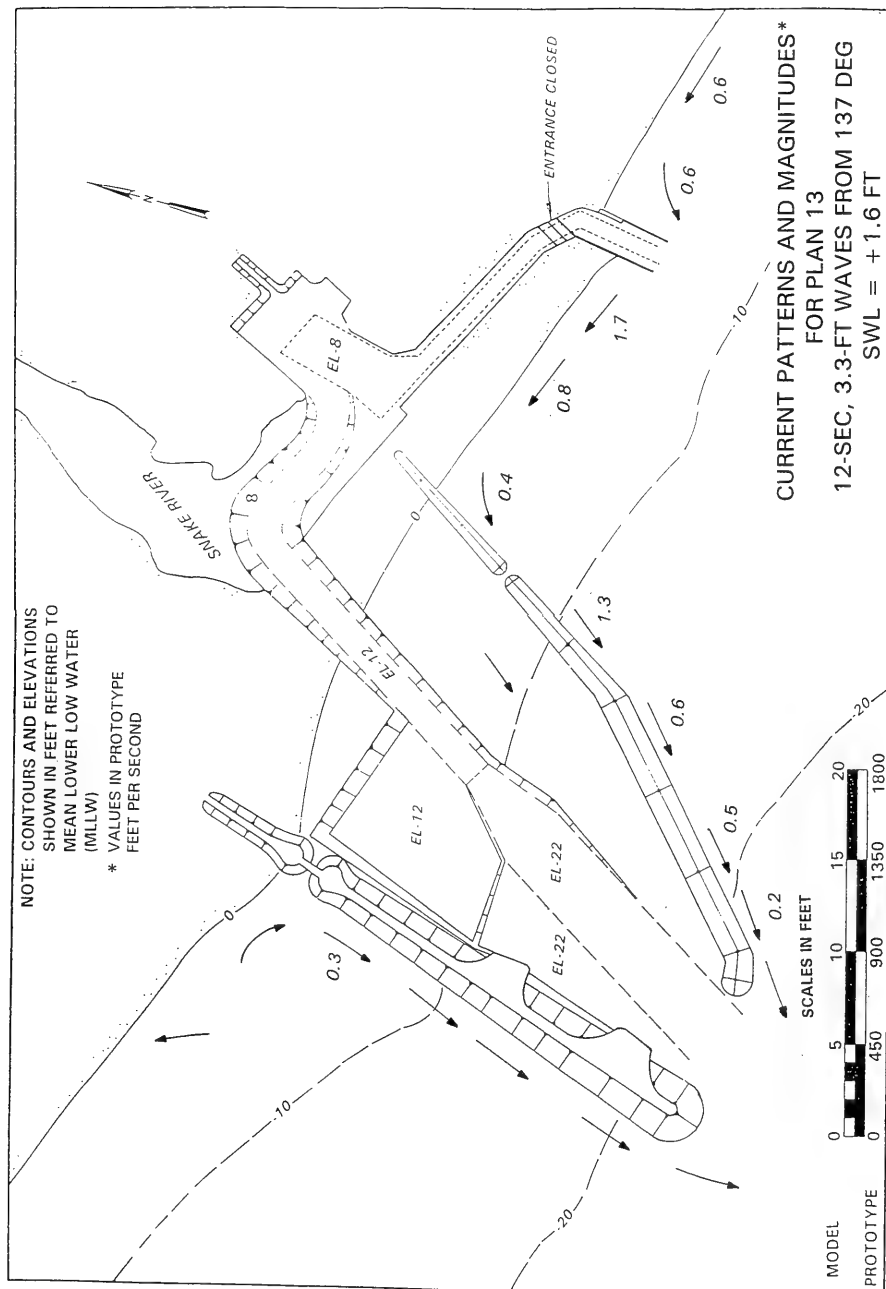 NOTE: CONTOURS AND ELEVATIONS
SHOWN IN FEET REFERRED TO
MEAN LOWER LOW WATER
(MLLW)
* VALUES IN PROTOTYPE
FEET PER SECOND
SNAKE RIVER
N
ENTRANCE CLOSED
EL-8
8
EL-12
EL-12
EL-22
EL-22
0
0
-10
-10
-20
-20
0.3
0.4
0.8
1.7
0.6
0.6
1.3
0.6
0.5
0.2
SCALES IN FEET
MODEL 0 5 10 15 20
PROTOTYPE 0 450 900 1350 1800
CURRENT PATTERNS AND MAGNITUDES*
FOR PLAN 13
12-SEC, 3.3-FT WAVES FROM 137 DEG
SWL = +1.6 FT